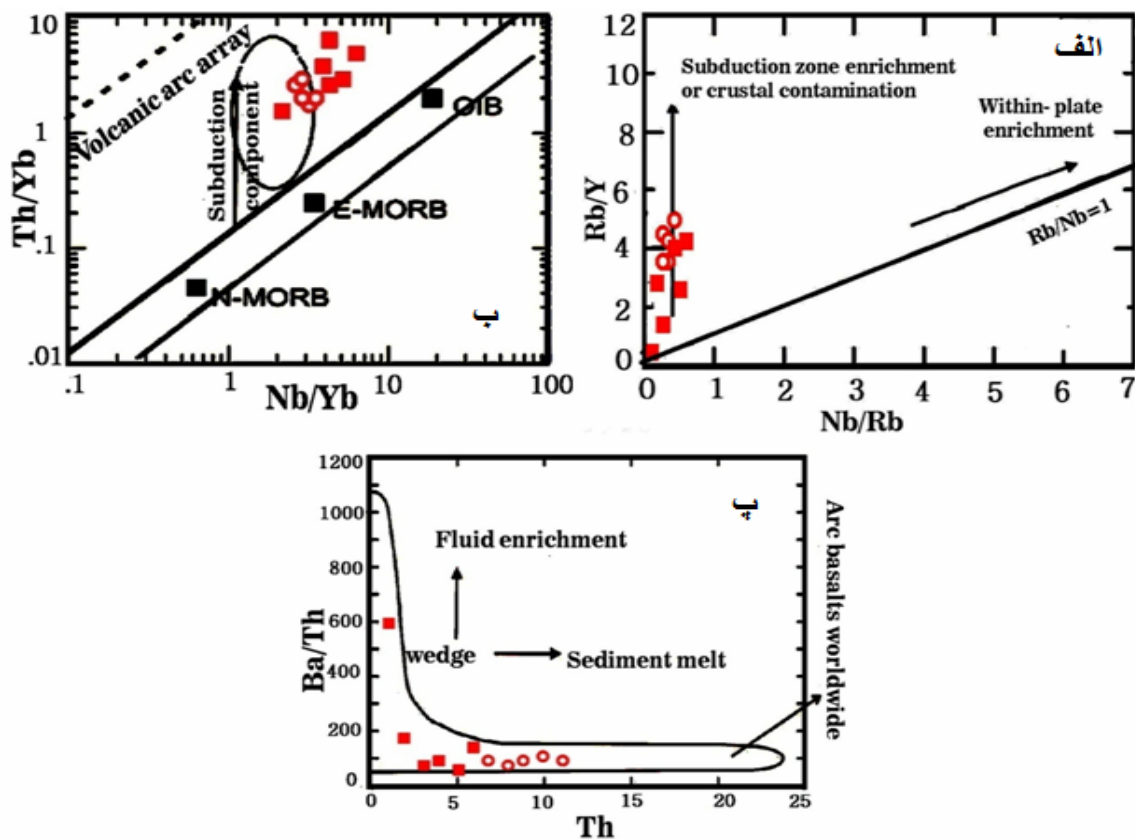 ب
10
1
.1
.01
Th/Yb
.1
1
10
100
Nb/Yb
Volcanic arc array
Subduction
component
OIB
E-MORB
N-MORB
الف
12
10
8
6
4
2
0
Rb/Y
0
1
2
3
4
5
6
7
Nb/Rb
Subduction zone enrichment
or crustal contamination
Within- plate
enrichment
Rb/Nb=1
پ
1200
1000
800
600
400
200
0
Ba/Th
0
5
10
15
20
25
Th
Fluid enrichment
wedge
Sediment melt
Arc basalts worldwide